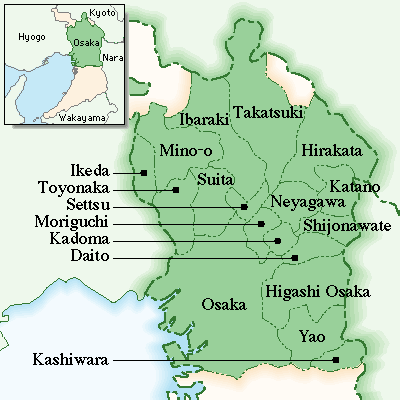 Kyoto
Hyogo
Osaka
Nara
Wakayama
Takatsuki
Ibaraki
Mino-o
Hirakata
Ikeda
Suita
Toyonaka
Katano
Settsu
Neyagawa
Moriguchi
Shijonawate
Kadoma
Daito
Higashi Osaka
Osaka
Yao
Kashiwara